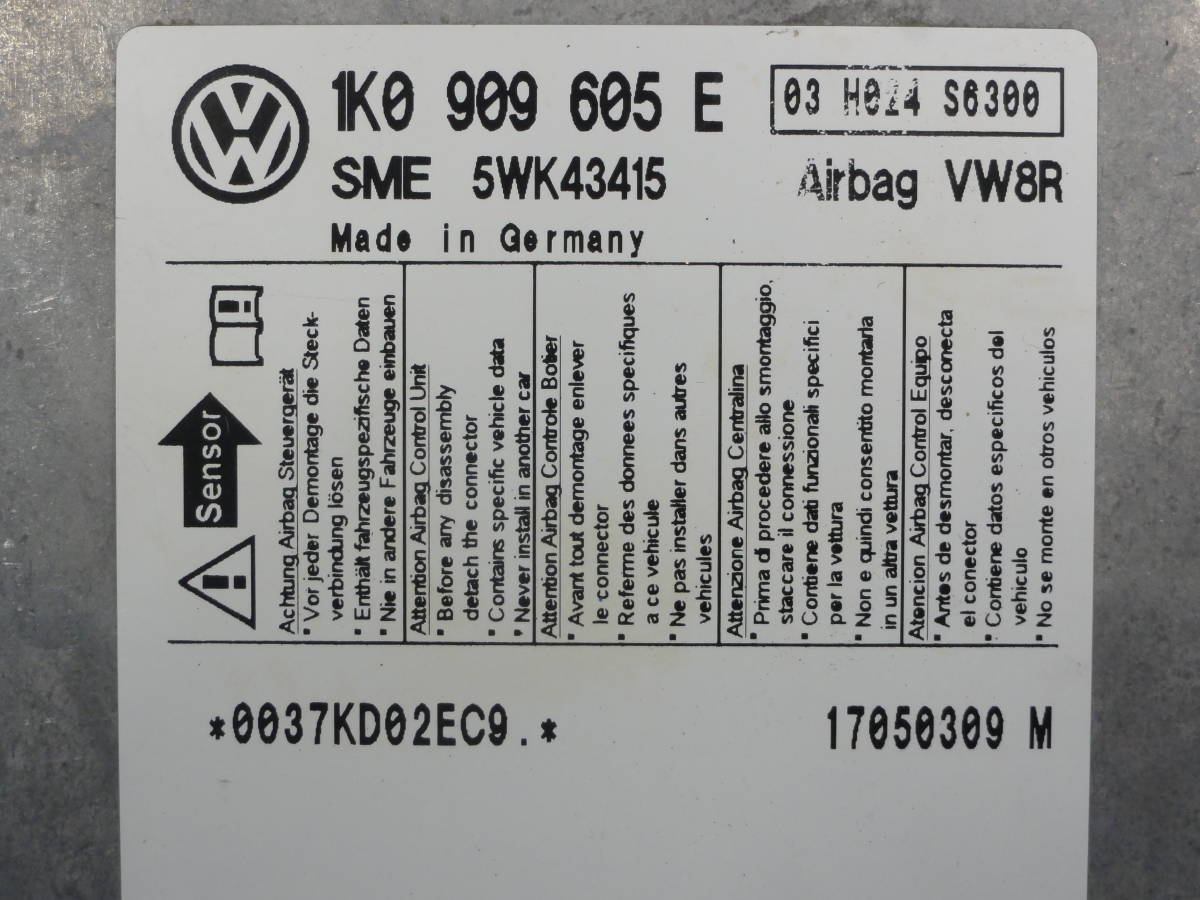 1K0 909 605 E
03 H024 S6300
SME 5WK43415
Airbag VW8R
Made in Germany
Sensor
Achtung Airbag Steuergerät
" Vor jeder Demontage die Steck-
verbindung lösen
" Enthält fahrzeugspezifische Daten
" Nie in andere Fahrzeuge einbauen
Attention Airbag Control Unit
" Before any disassembly
detach the connector
" Contains specific vehicle data
" Never install in another car
Attention Airbag Controle Botier
" Avant tout demontage enlever
le connector
" Referme des donnees specifiques
a ce vehicule
" Ne pas installer dans autres
vehicules
Attenzione Airbag Centralina
" Prima di procedere allo smontaggio,
staccare il connessione
" Contiene dati funzionali specifici
per la vettura
" Non e quindi consentito montarla
in un altra vettura
Atencion Airbag Control Equipo
" Antes de desmontar, desconecta
el conector
" Contiene datos especificos del
vehiculo
" No se monte en otros vehiculos
*0037KD02EC9.*
17050309 M